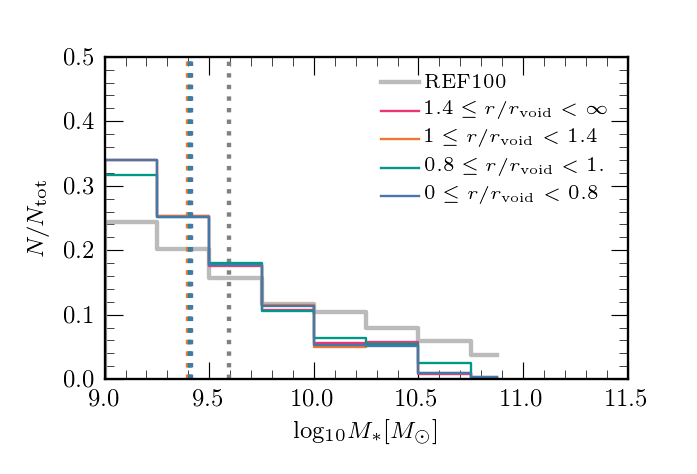 0.5
0.4
0.3
0.2
0.1
0.0
N/N_tot
REF100
1.4 ≤ r/r_void < ∞
1 ≤ r/r_void < 1.4
0.8 ≤ r/r_void < 1.
0 ≤ r/r_void < 0.8
9.0 9.5 10.0 10.5 11.0 11.5
log₁₀M_*[M_⊙]